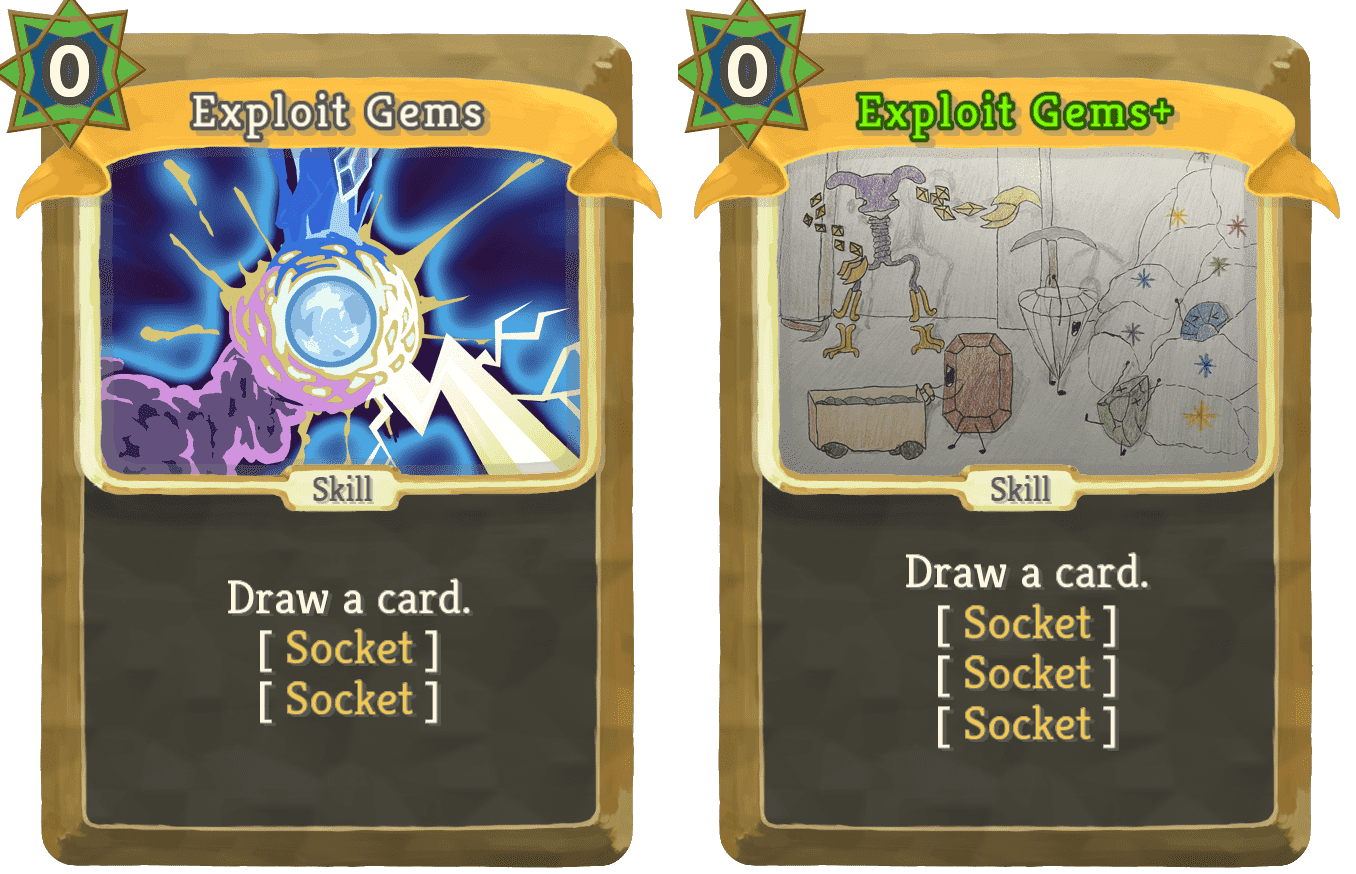 0
Exploit Gems
Skill
Draw a card.
[ Socket ]
[ Socket ]
0
Exploit Gems+
Skill
Draw a card.
[ Socket ]
[ Socket ]
[ Socket ]